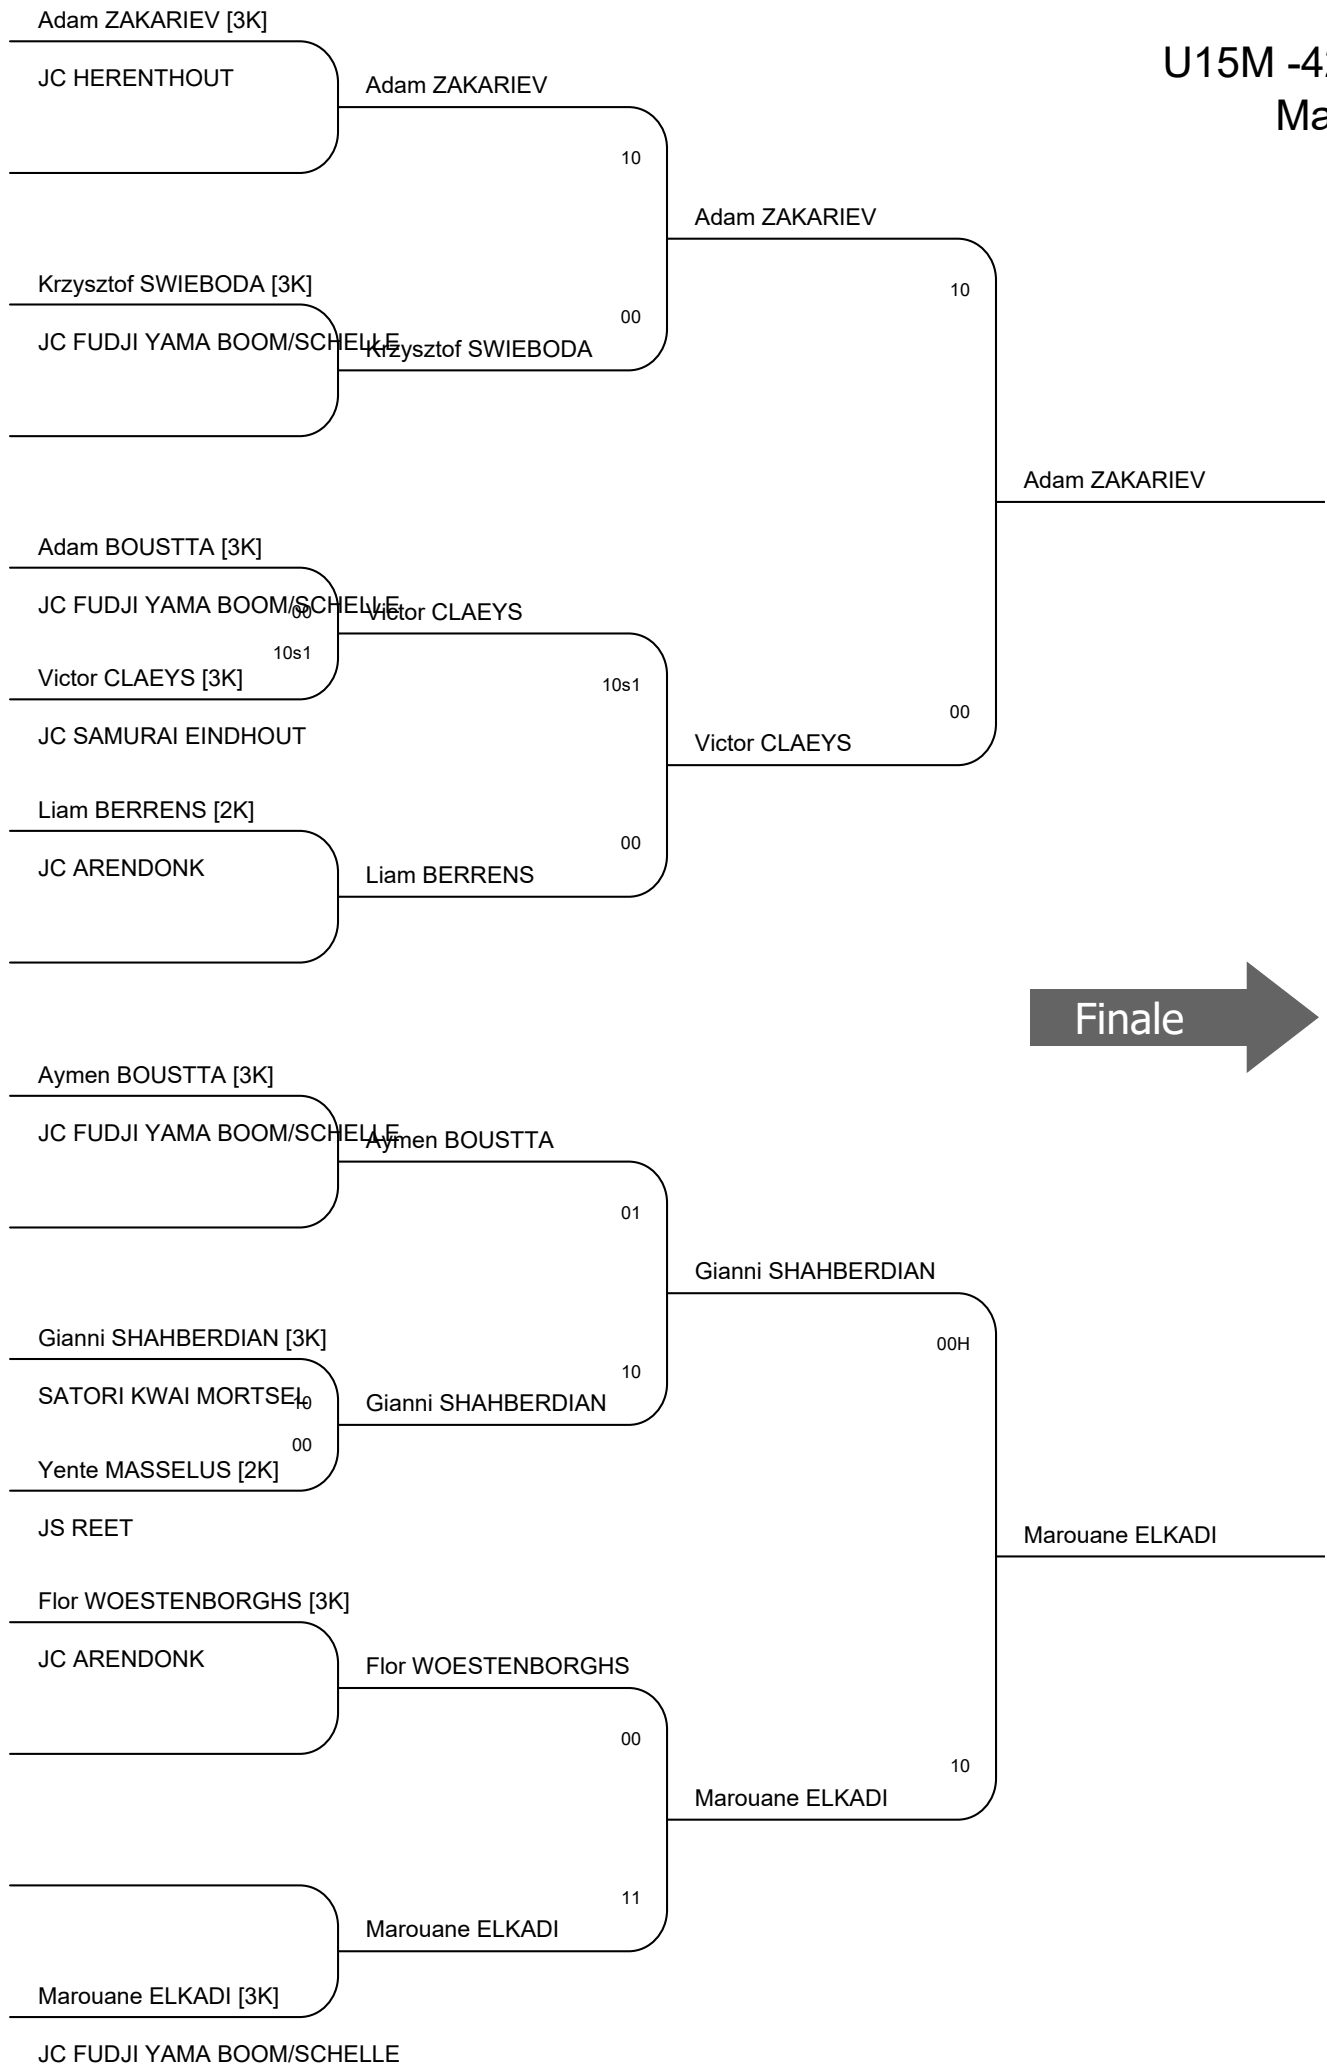 Adam ZAKARIEV [3K]
U15M -42
Ma
JC HERENTHOUT
Adam ZAKARIEV
10
Adam ZAKARIEV
Krzysztof SWIEBODA [3K]
10
00
JC FUDJI YAMA BOOM/SCHELLE
Krzysztof SWIEBODA
Adam ZAKARIEV
Adam BOUSTTA [3K]
JC FUDJI YAMA BOOM/SCHELLE
00
Victor CLAEYS
10s1
Victor CLAEYS [3K]
10s1
00
JC SAMURAI EINDHOUT
Victor CLAEYS
Liam BERRENS [2K]
00
JC ARENDONK
Liam BERRENS
Finale
Aymen BOUSTTA [3K]
JC FUDJI YAMA BOOM/SCHELLE
Aymen BOUSTTA
01
Gianni SHAHBERDIAN
Gianni SHAHBERDIAN [3K]
00H
10
SATORI KWAI MORTSEL
10
Gianni SHAHBERDIAN
00
Yente MASSELUS [2K]
JS REET
Marouane ELKADI
Flor WOESTENBORGHS [3K]
JC ARENDONK
Flor WOESTENBORGHS
00
10
Marouane ELKADI
11
Marouane ELKADI
Marouane ELKADI [3K]
JC FUDJI YAMA BOOM/SCHELLE